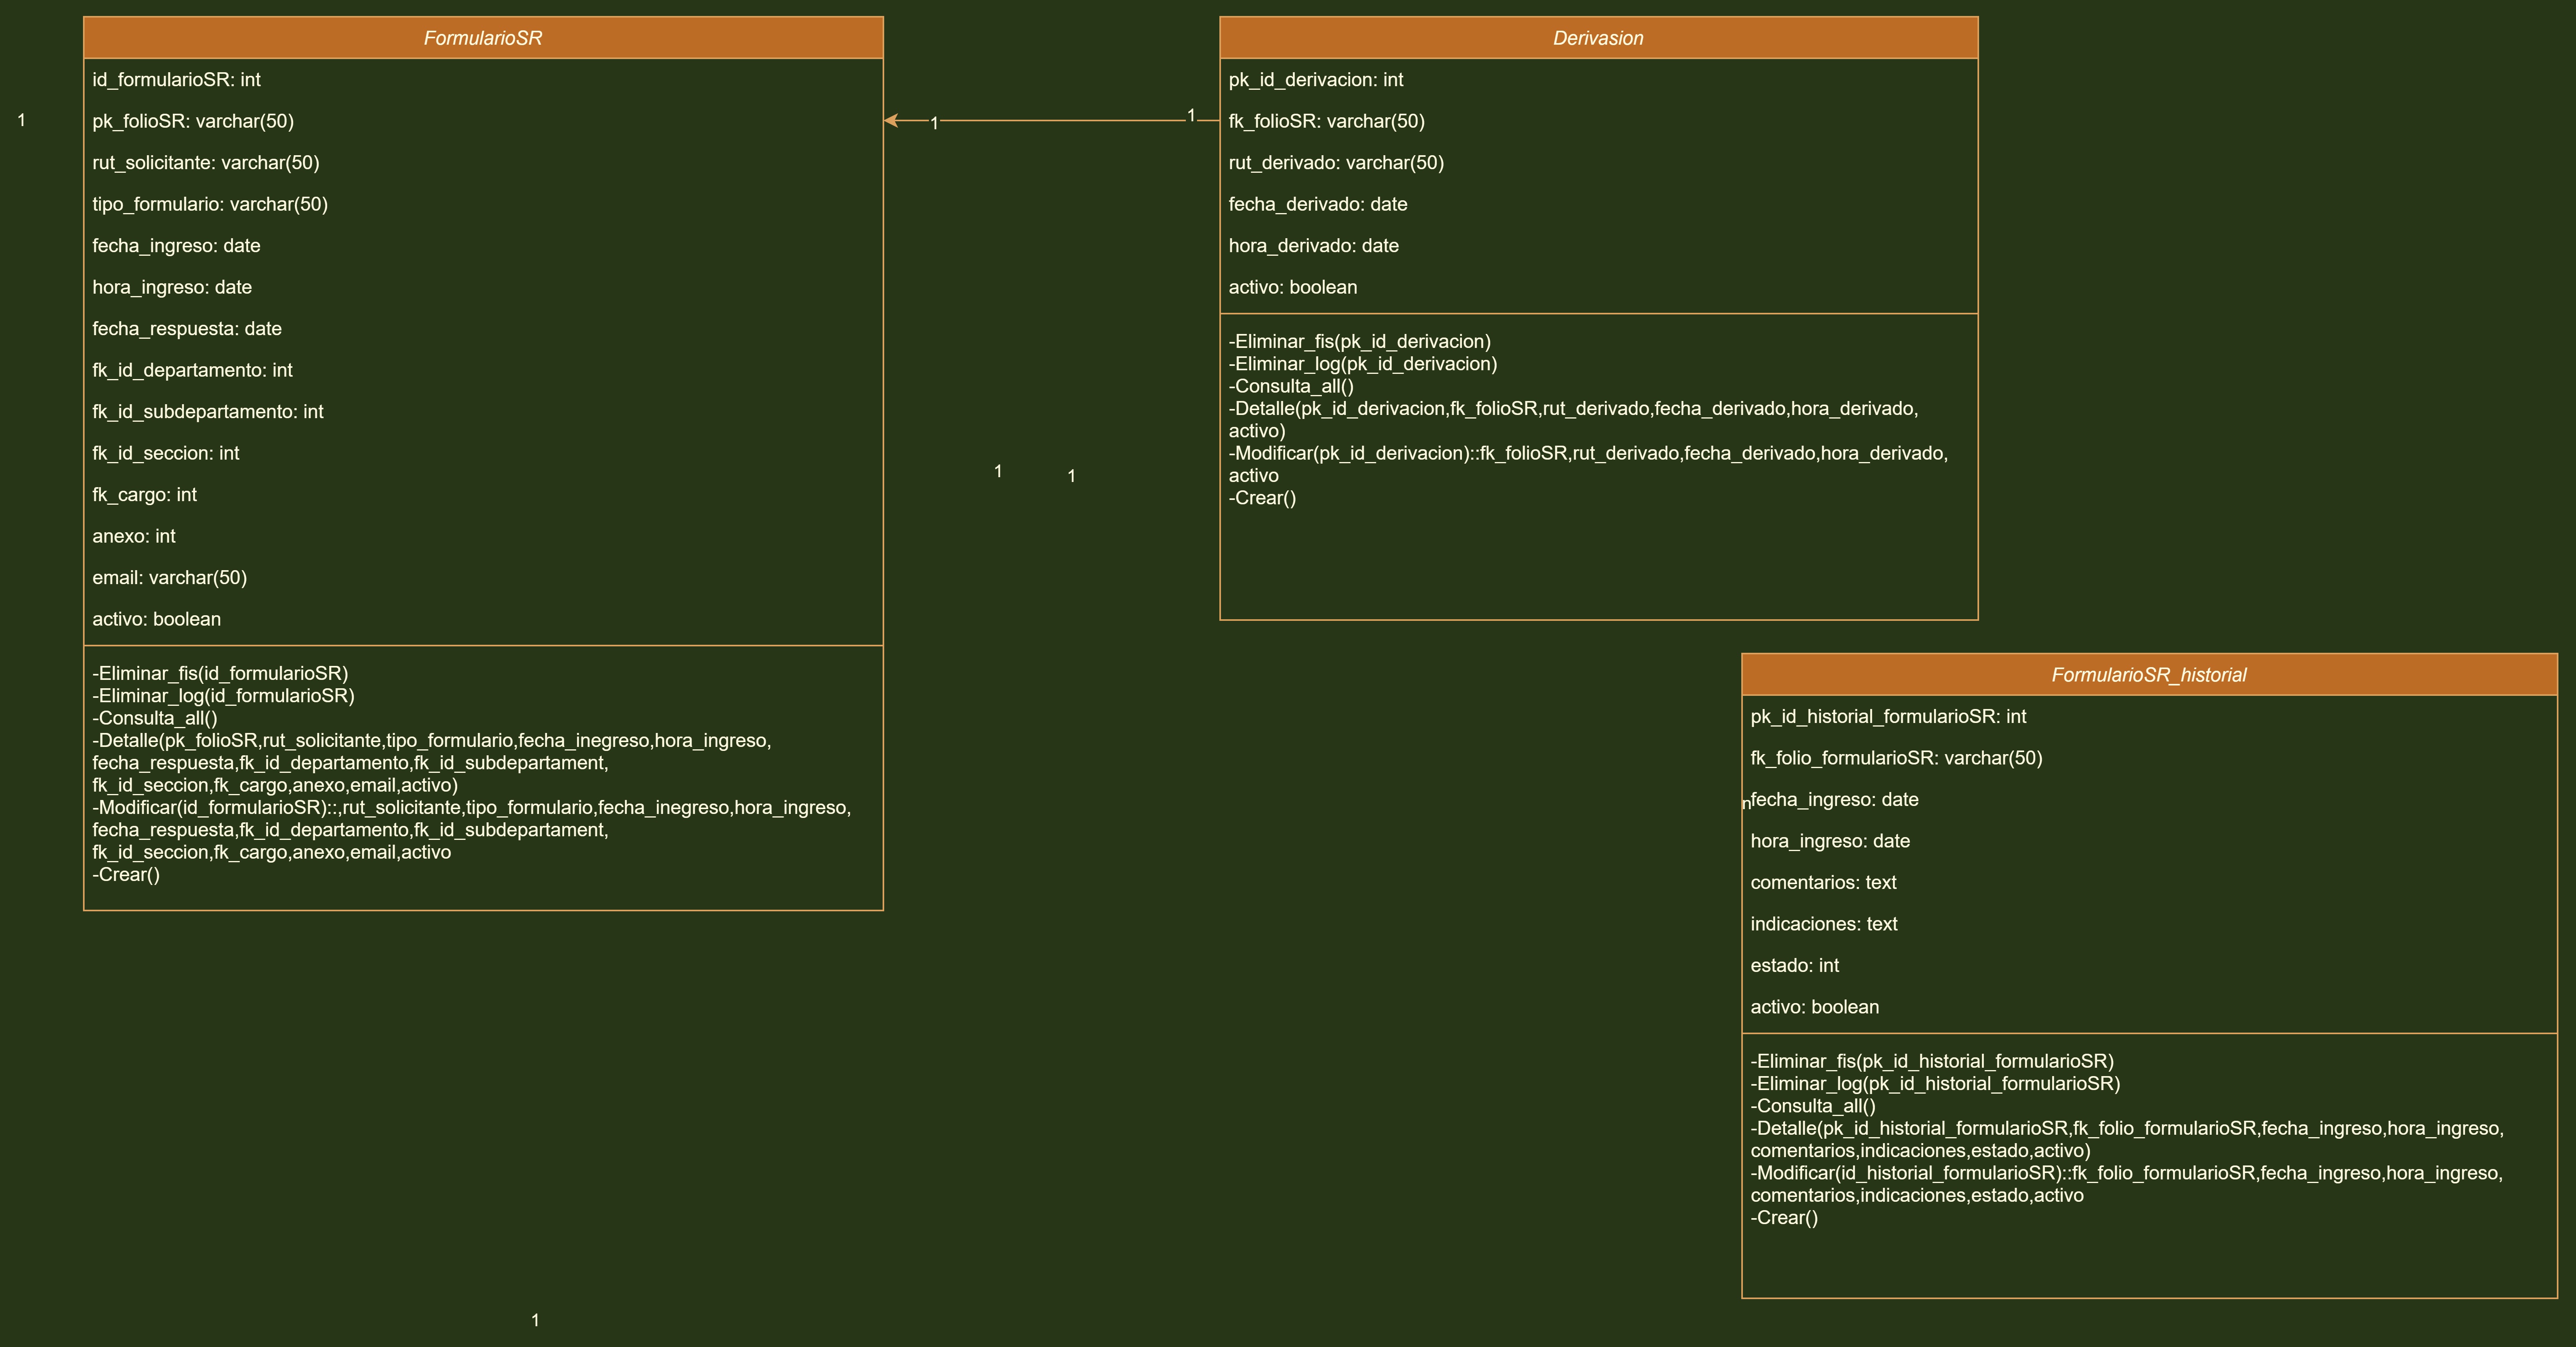 FormularioSR
id_formularioSR: int
pk_folioSR: varchar(50)
rut_solicitante: varchar(50)
tipo_formulario: varchar(50)
fecha_ingreso: date
hora_ingreso: date
fecha_respuesta: date
fk_id_departamento: int
fk_id_subdepartamento: int
fk_id_seccion: int
fk_cargo: int
anexo: int
email: varchar(50)
activo: boolean
-Eliminar_fis(id_formularioSR)
-Eliminar_log(id_formularioSR)
-Consulta_all()
-Detalle(pk_folioSR,rut_solicitante,tipo_formulario,fecha_inegreso,hora_ingreso,
fecha_respuesta,fk_id_departamento,fk_id_subdepartament,
fk_id_seccion,fk_cargo,anexo,email,activo)
-Modificar(id_formularioSR)::,rut_solicitante,tipo_formulario,fecha_inegreso,hora_ingreso,
fecha_respuesta,fk_id_departamento,fk_id_subdepartament,
fk_id_seccion,fk_cargo,anexo,email,activo
-Crear()
1
1
1
1
1
1
Derivasion
pk_id_derivacion: int
fk_folioSR: varchar(50)
rut_derivado: varchar(50)
fecha_derivado: date
hora_derivado: date
activo: boolean
-Eliminar_fis(pk_id_derivacion)
-Eliminar_log(pk_id_derivacion)
-Consulta_all()
-Detalle(pk_id_derivacion,fk_folioSR,rut_derivado,fecha_derivado,hora_derivado,
activo)
-Modificar(pk_id_derivacion)::fk_folioSR,rut_derivado,fecha_derivado,hora_derivado,
activo
-Crear()
FormularioSR_historial
pk_id_historial_formularioSR: int
fk_folio_formularioSR: varchar(50)
n
fecha_ingreso: date
hora_ingreso: date
comentarios: text
indicaciones: text
estado: int
activo: boolean
-Eliminar_fis(pk_id_historial_formularioSR)
-Eliminar_log(pk_id_historial_formularioSR)
-Consulta_all()
-Detalle(pk_id_historial_formularioSR,fk_folio_formularioSR,fecha_ingreso,hora_ingreso,
comentarios,indicaciones,estado,activo)
-Modificar(id_historial_formularioSR)::fk_folio_formularioSR,fecha_ingreso,hora_ingreso,
comentarios,indicaciones,estado,activo
-Crear()